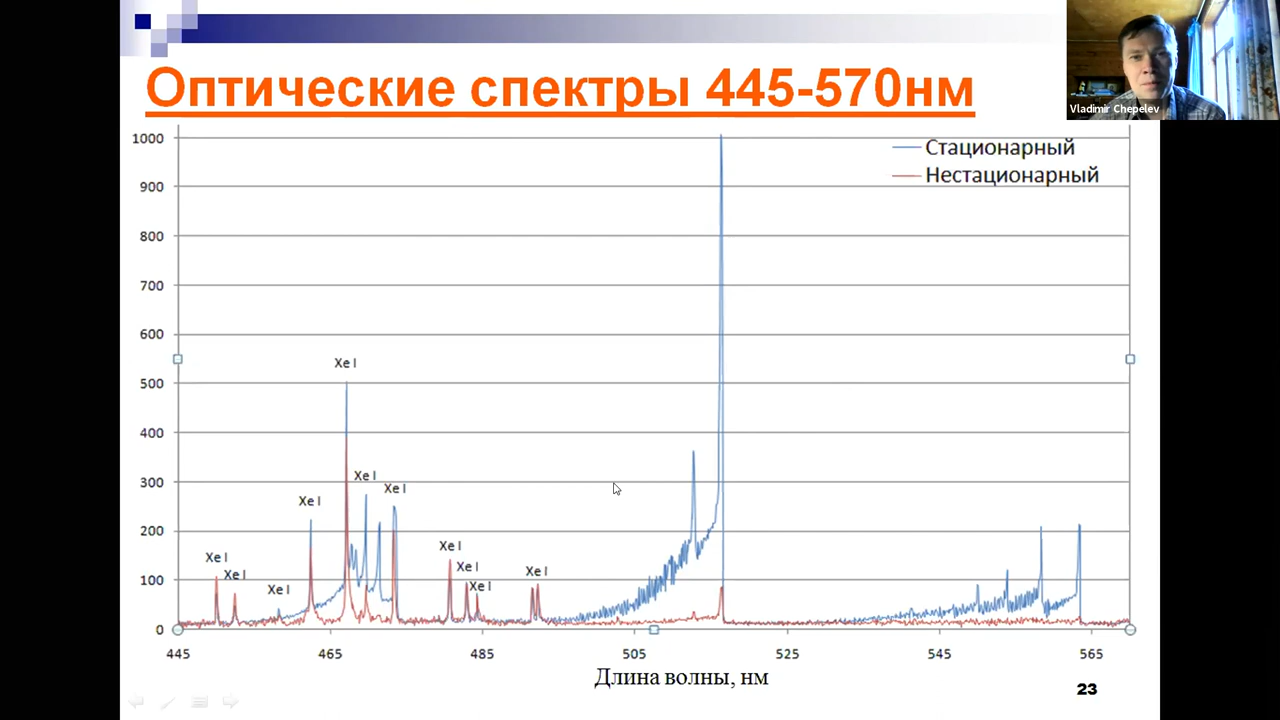 Оптические спектры 445-570нм
Vladimir Chepelev
Стационарный
Нестационарный
1000
900
800
700
600
500
400
300
200
100
0
Xe I
Xe I
Xe I
Xe I
Xe I
Xe I
Xe I
Xe I
Xe I
Xe I
Xe I
445 465 485 505 525 545 565
Длина волны, нм
23